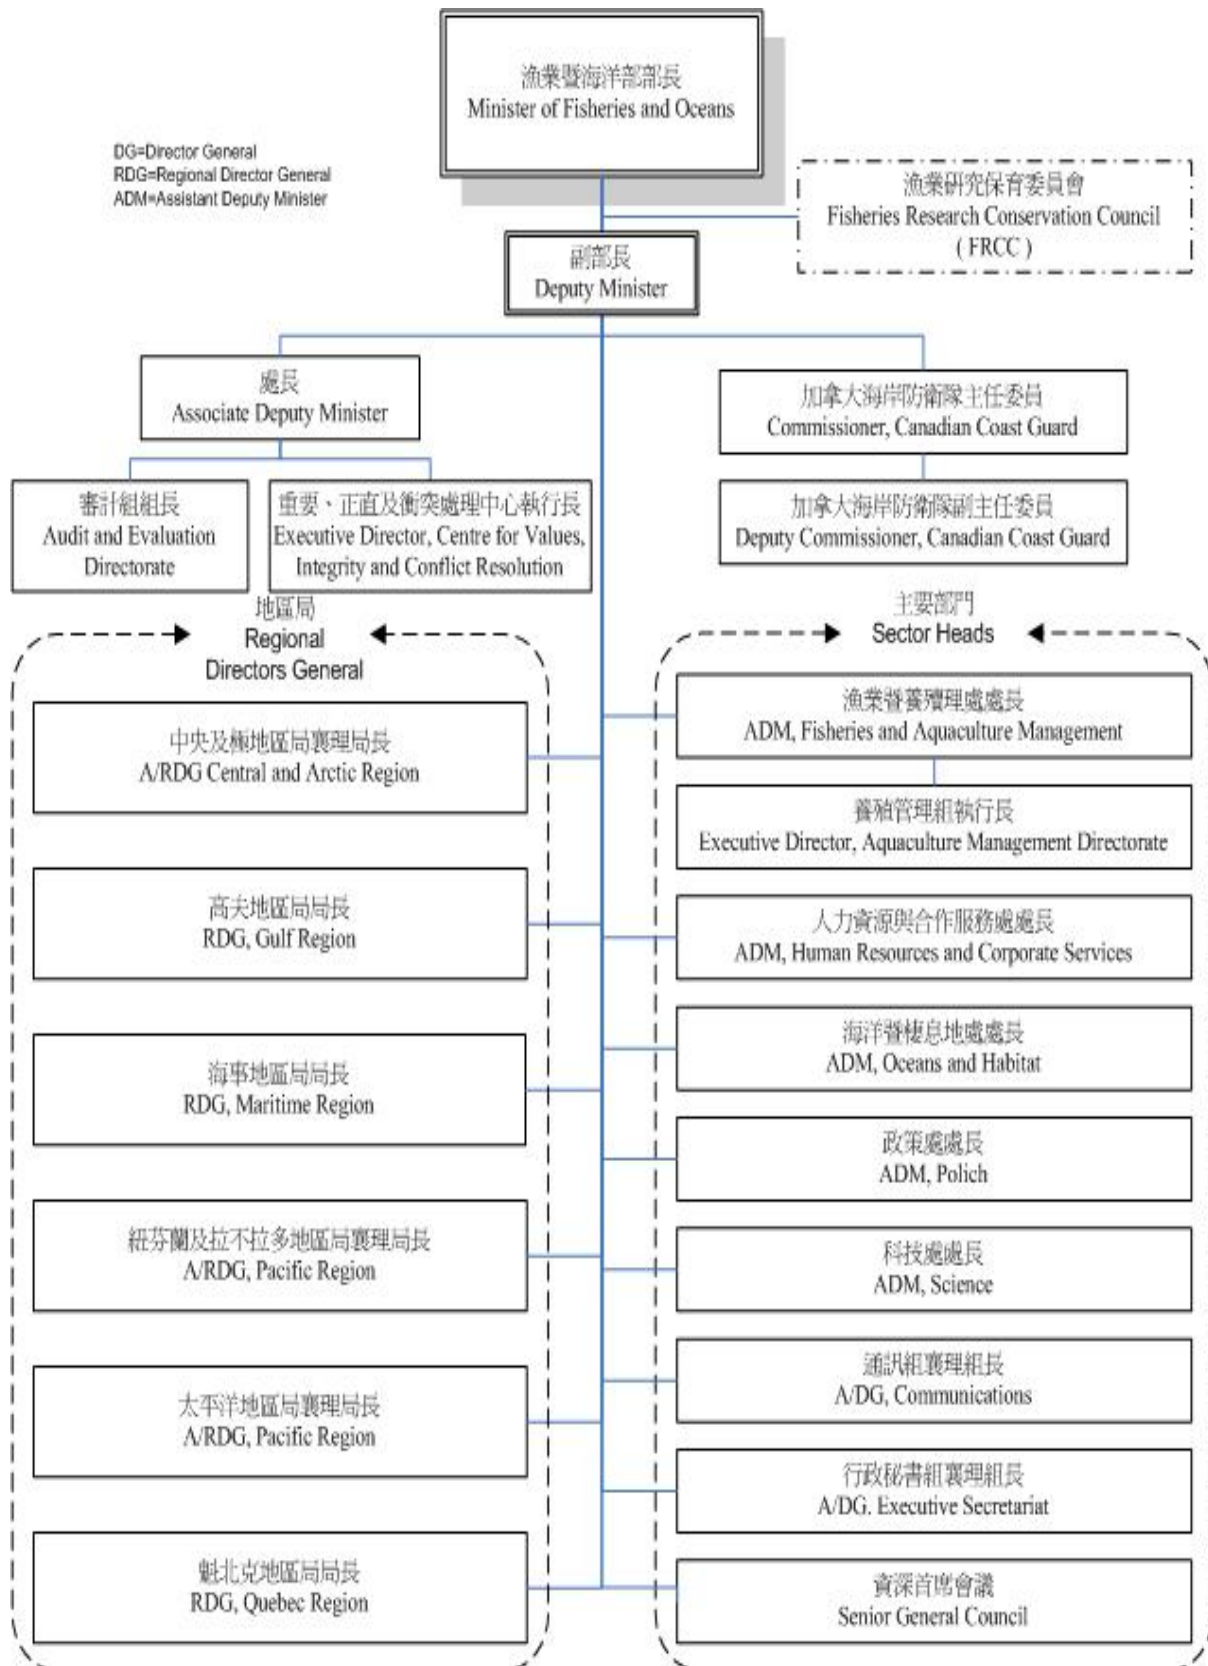 漁業暨海洋部部長
Minister of Fisheries and Oceans
DG=Director General
RDG=Regional Director General
ADM=Assistant Deputy Minister
漁業研究保育委員會
Fisheries Research Conservation Council
( FRCC )
副部長
Deputy Minister
處長
Associate Deputy Minister
加拿大海岸防衛隊主任委員
Commissioner, Canadian Coast Guard
審計組組長
Audit and Evaluation
Directorate
重要、正直及衝突處理中心執行長
Executive Director, Centre for Values,
Integrity and Conflict Resolution
加拿大海岸防衛隊副主任委員
Deputy Commissioner, Canadian Coast Guard
地區局
Regional
Directors General
中央及極地區局襄理局長
A/RDG Central and Arctic Region
高夫地區局局長
RDG, Gulf Region
海事地區局局長
RDG, Maritime Region
紐芬蘭及拉不拉多地區局襄理局長
A/RDG, Pacific Region
太平洋地區局襄理局長
A/RDG, Pacific Region
魁北克地區局局長
RDG, Quebec Region
主要部門
Sector Heads
漁業暨養殖理處處長
ADM, Fisheries and Aquaculture Management
養殖管理組執行長
Executive Director, Aquaculture Management Directorate
人力資源與合作服務處處長
ADM, Human Resources and Corporate Services
海洋暨棲息地處處長
ADM, Oceans and Habitat
政策處處長
ADM, Polich
科技處處長
ADM, Science
通訊組襄理組長
A/DG, Communications
行政秘書組襄理組長
A/DG. Executive Secretariat
資深首席會議
Senior General Council